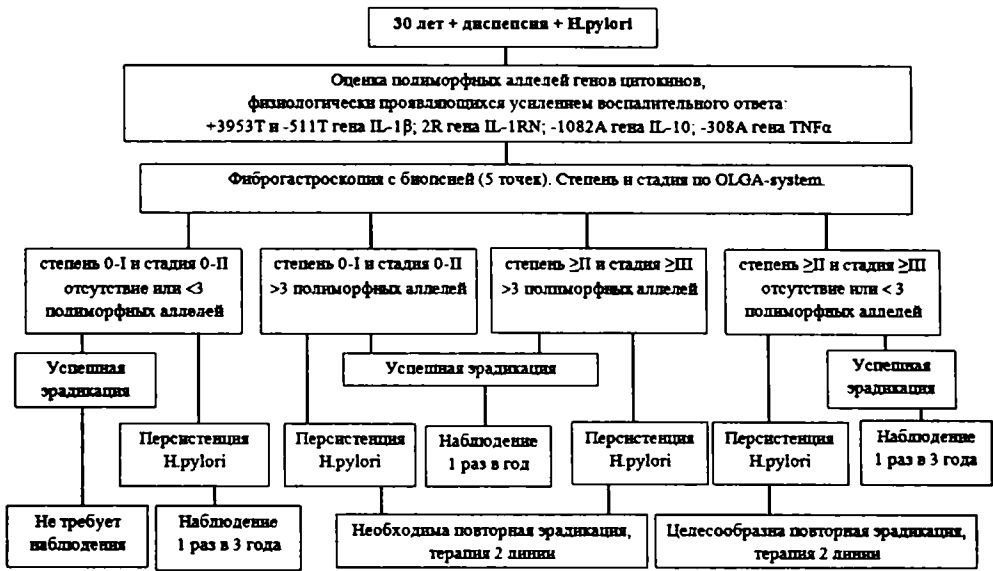 30 лет + диспепсия + H.pylori
Оценка полиморфных аллелей генов цитокинов,
физиологически проявляющихся усилением воспалительного ответа:
+3953T и -511T гена IL-1β; 2R гена IL-1RN; -1082A гена IL-10; -308A гена TNFα
Фиброгастроскопия с биопсией (5 точек). Степень и стадия по OLGA-system.
степень 0-I и стадия 0-II
отсутствие или <3
полиморфных аллелей
степень 0-I и стадия 0-II
>3 полиморфных аллелей
степень ≥II и стадия ≥III
>3 полиморфных аллелей
степень ≥II и стадия ≥III
отсутствие или < 3
полиморфных аллелей
Успешная
эрадикация
Успешная эрадикация
Успешная
эрадикация
Персистенция
H.pylori
Персистенция
H.pylori
Наблюдение
1 раз в год
Персистенция
H.pylori
Персистенция
H.pylori
Наблюдение
1 раз в 3 года
Не требует
наблюдения
Наблюдение
1 раз в 3 года
Необходима повторная эрадикация,
терапия 2 линии
Целесообразна повторная эрадикация,
терапия 2 линии